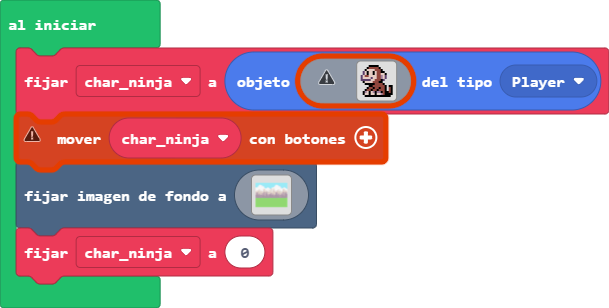 al iniciar
fijar char_ninja a objeto del tipo Player
mover char_ninja con botones
fijar imagen de fondo a
fijar char_ninja a 0